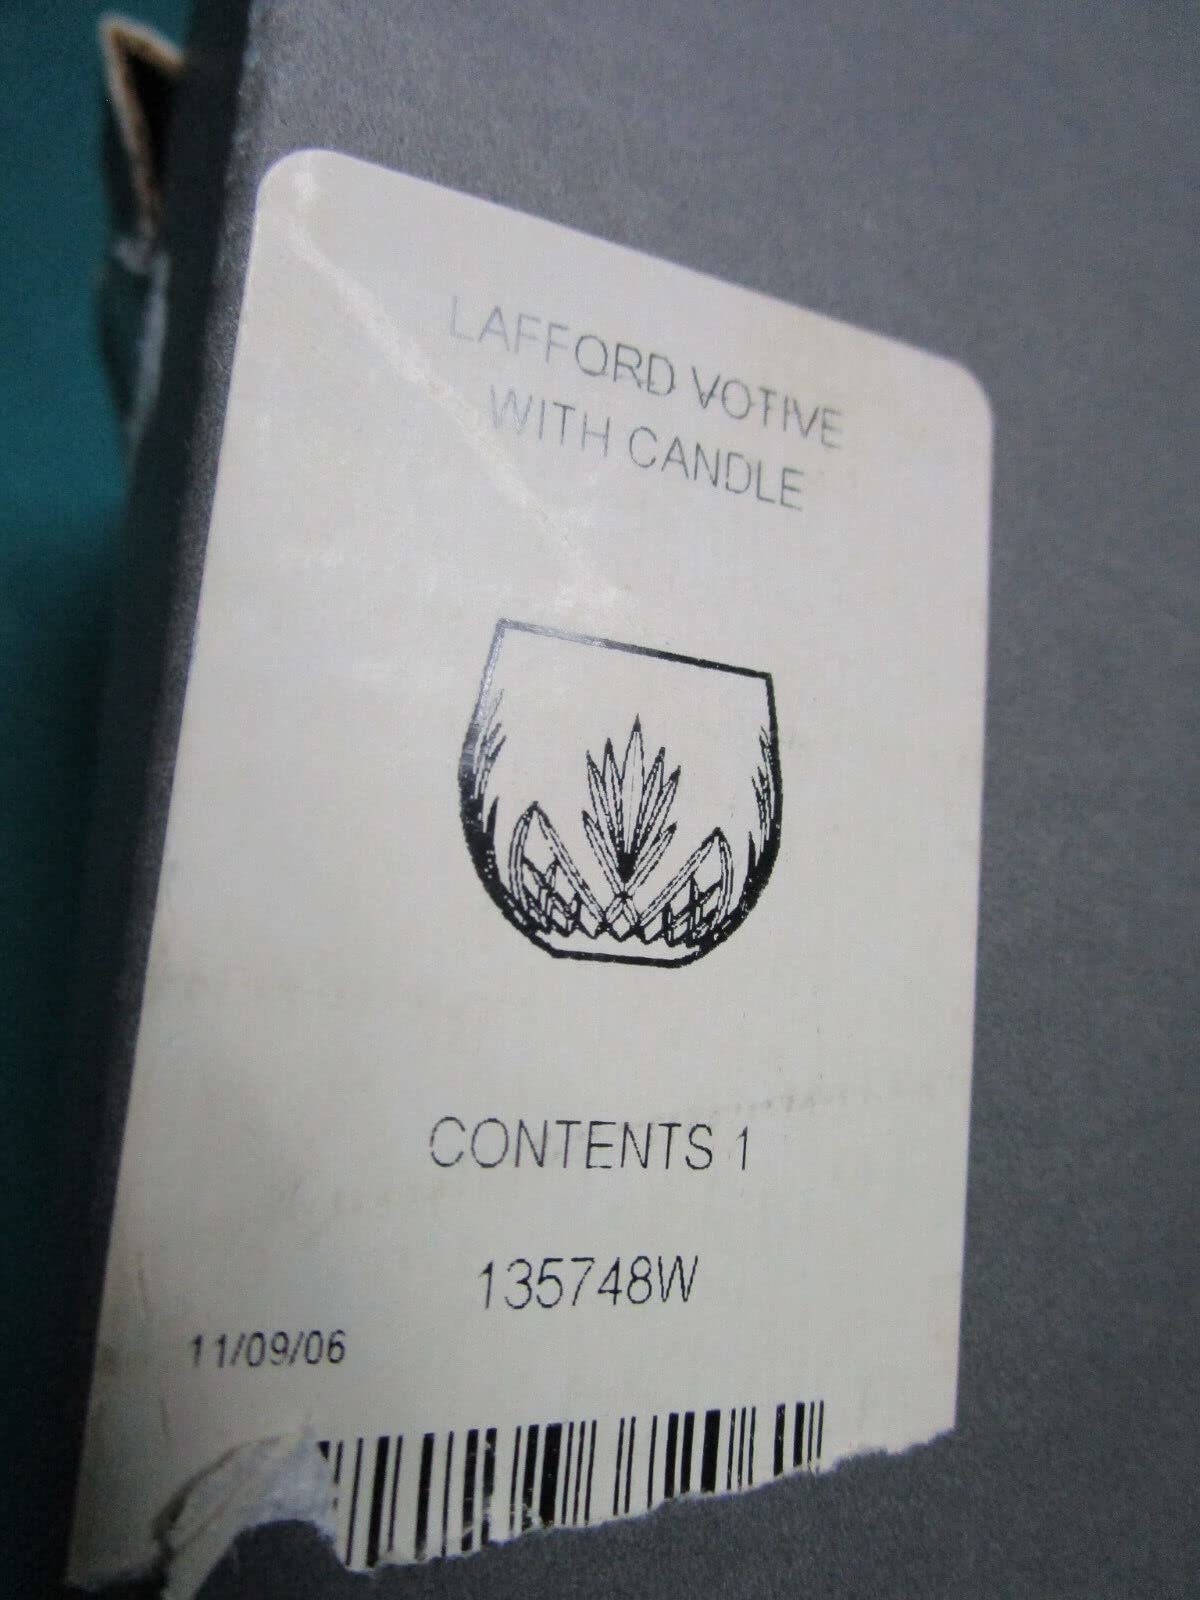 LAFFORD VOTIVE
WITH CANDLE
CONTENTS 1
135748W
11/09/06